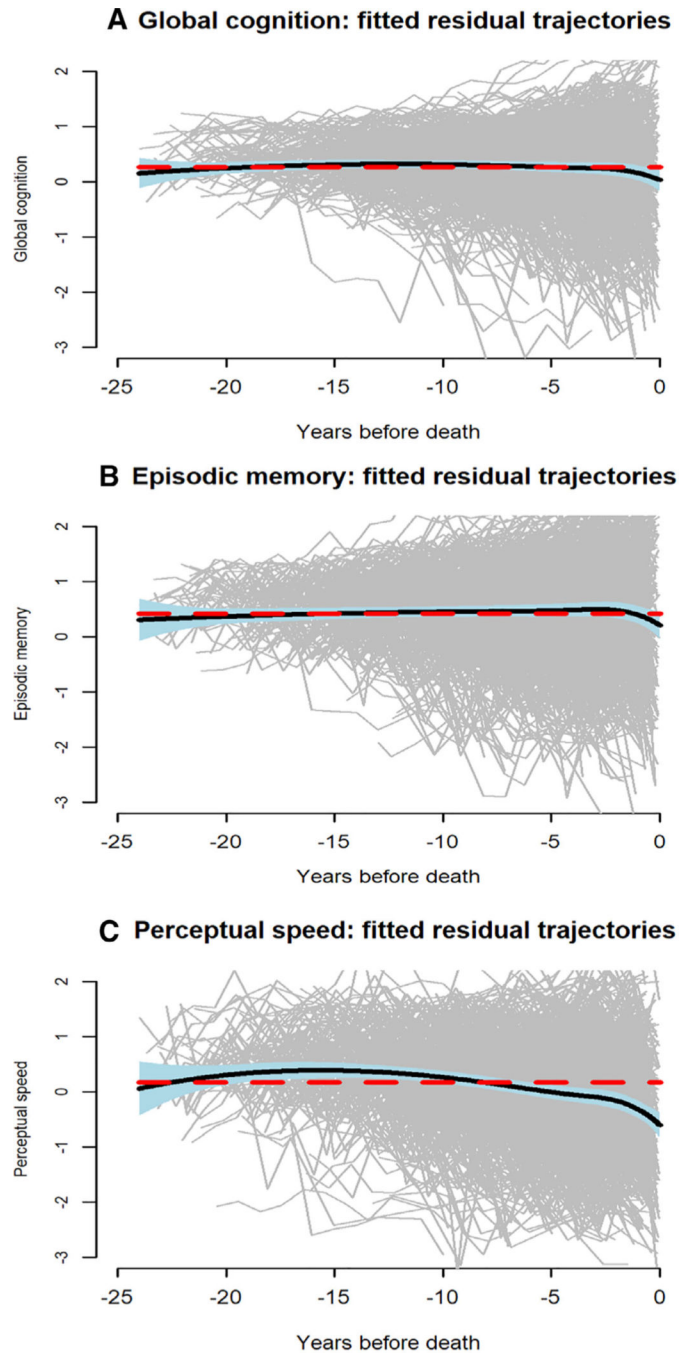 A Global cognition: fitted residual trajectories
2
1
0
-1
-2
-3
Global cognition
-25 -20 -15 -10 -5 0
Years before death
B Episodic memory: fitted residual trajectories
2
1
0
-1
-2
-3
Episodic memory
-25 -20 -15 -10 -5 0
Years before death
C Perceptual speed: fitted residual trajectories
2
1
0
-1
-2
-3
Perceptual speed
-25 -20 -15 -10 -5 0
Years before death